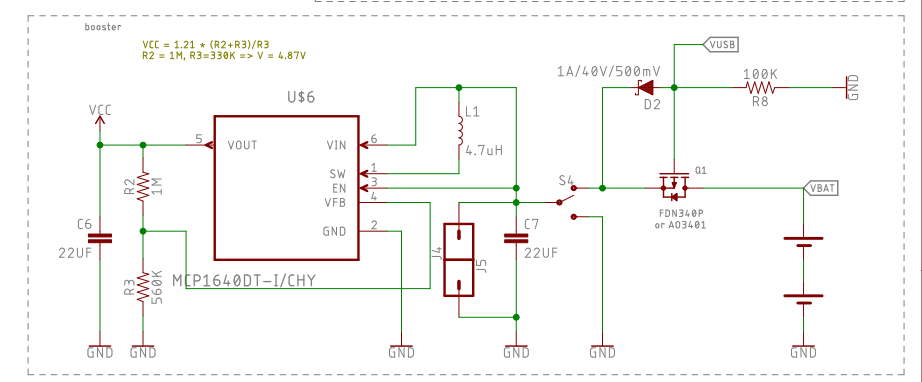 booster
VCC = 1.21 * (R2+R3)/R3
R2 = 1M, R3=330K => V = 4.87V
VUSB
1A/40V/500mV
100K
D2
R8
GND
U$6
VCC
L1
4.7uH
5
VOUT
VIN
6
SW
1
EN
3
VFB
4
GND
2
R2
1M
S4
Q1
VBAT
FDN340P
or AO3401
C6
22UF
C7
22UF
J4
J5
R3
560K
MCP1640DT-I/CHY
GND
GND
GND
GND
GND
GND